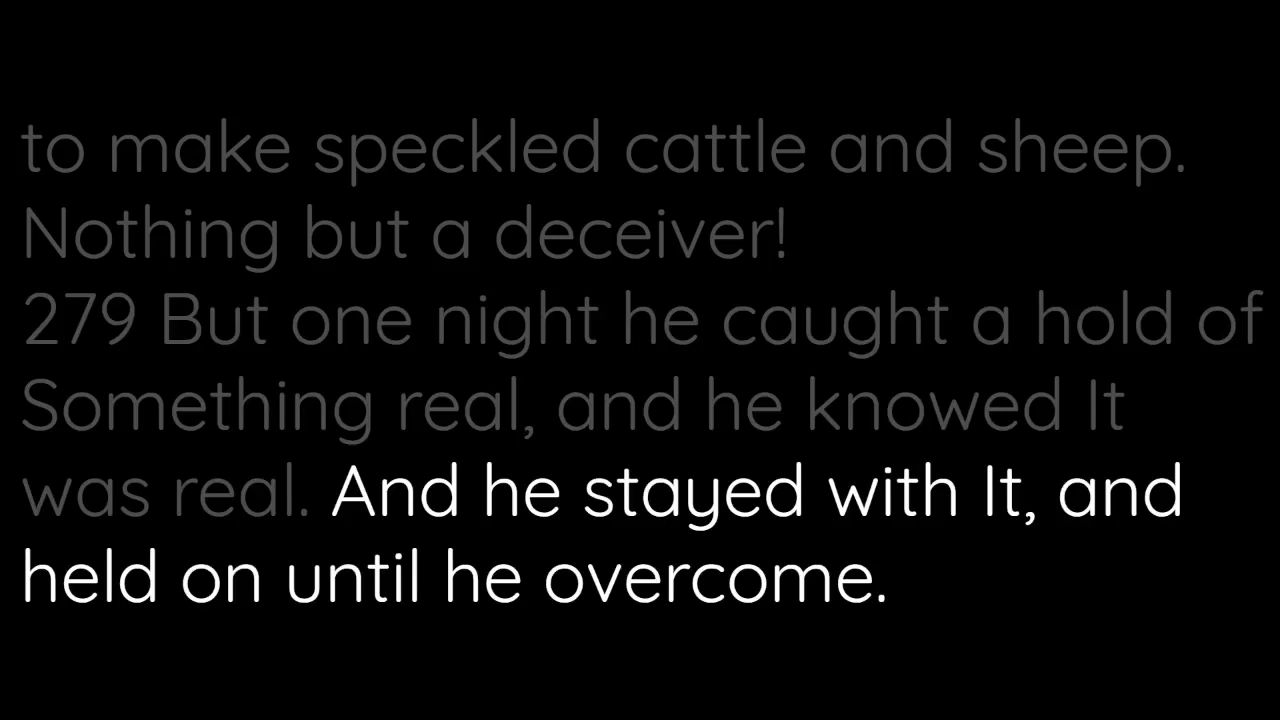 to make speckled cattle and sheep.
Nothing but a deceiver!
279 But one night he caught a hold of
Something real, and he knowed It
was real. And he stayed with It, and
held on until he overcome.